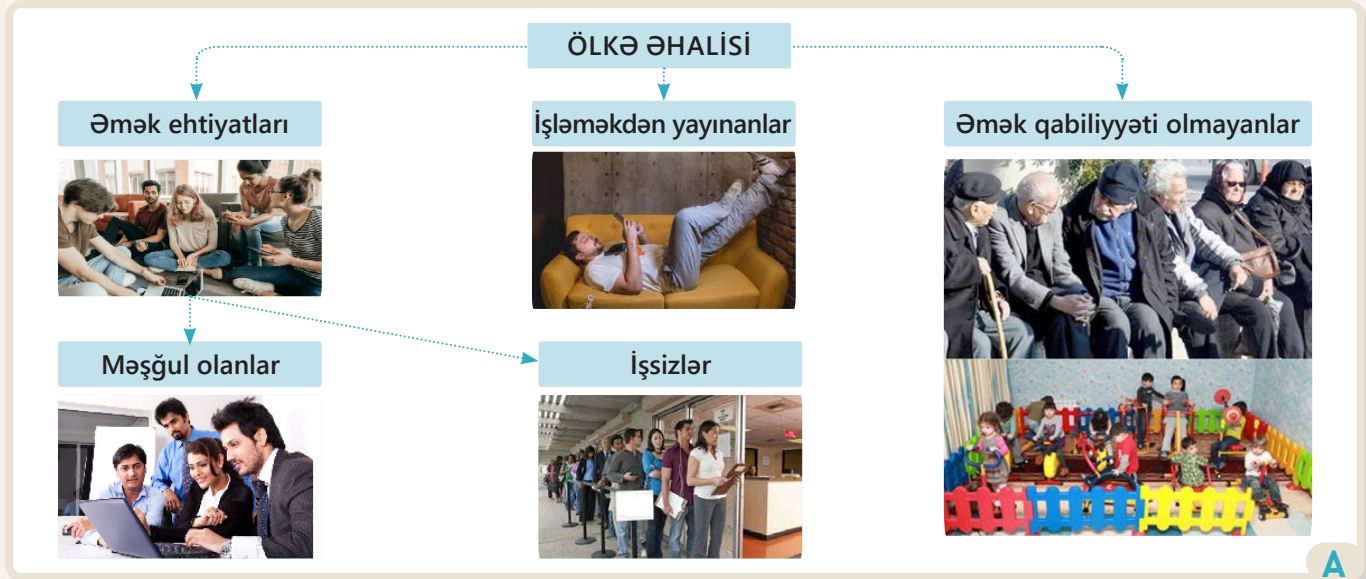 ÖLKƏ ƏHALİSİ
Əmək ehtiyatları
İşləməkdən yayınanlar
Əmək qabiliyyəti olmayanlar
Məşğul olanlar
İşsizlər
A